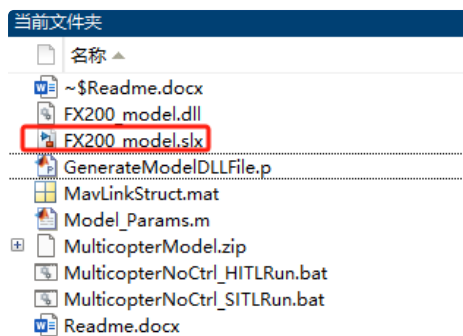 当前文件夹
名称
~$Readme.docx
FX200_model.dll
FX200_model.slx
GenerateModelDLLFile.p
MavLinkStruct.mat
Model_Params.m
MulticopterModel.zip
MulticopterNoCtrl_HITLRun.bat
MulticopterNoCtrl_SITLRun.bat
Readme.docx